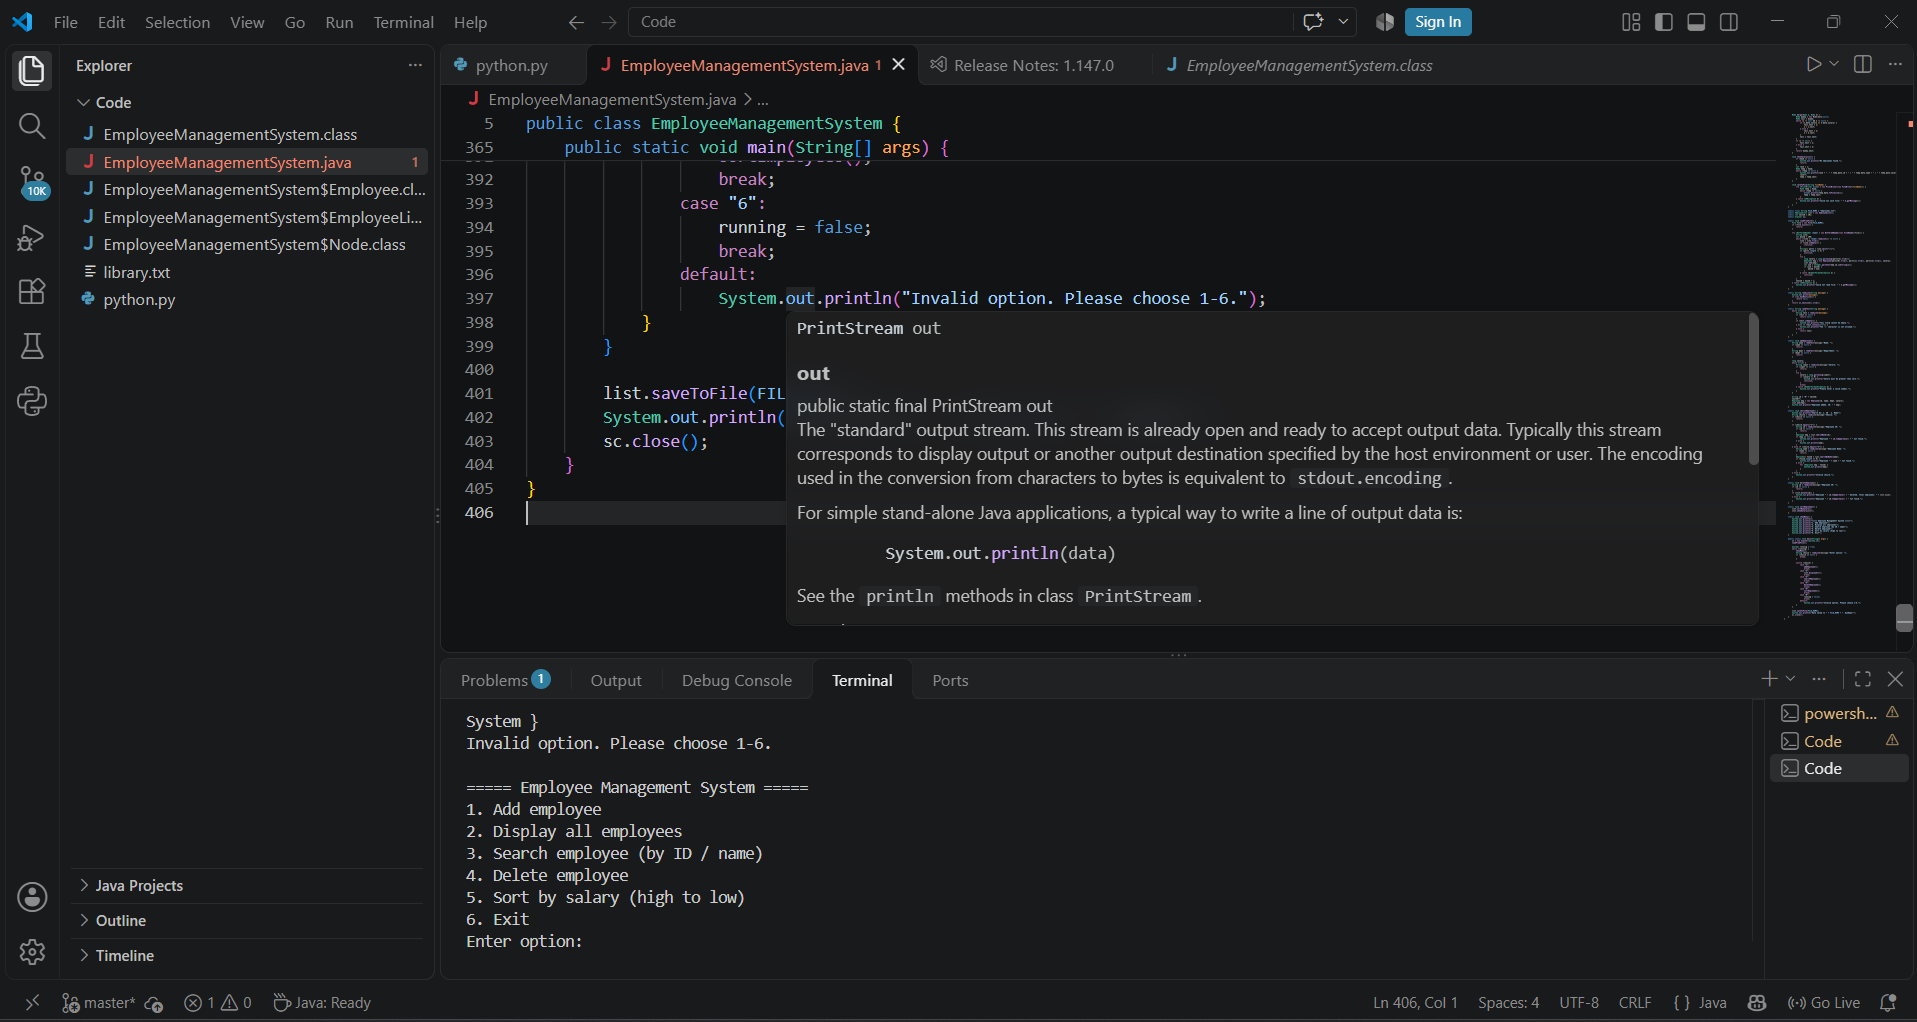 File Edit Selection View Go Run Terminal Help
Code
Sign In
Explorer
Code
EmployeeManagementSystem.class
EmployeeManagementSystem.java 1
EmployeeManagementSystem$Employee.cl...
EmployeeManagementSystem$EmployeeLi...
EmployeeManagementSystem$Node.class
library.txt
python.py
10K
Java Projects
Outline
Timeline
python.py
EmployeeManagementSystem.java 1
Release Notes: 1.147.0
EmployeeManagementSystem.class
EmployeeManagementSystem.java > ...
5 public class EmployeeManagementSystem {
365 public static void main(String[] args) {
392 break;
393 case "6":
394 running = false;
395 break;
396 default:
397 System.out.println("Invalid option. Please choose 1-6.");
398 }
399 }
400
401 list.saveToFile(FIL
402 System.out.println(
403 sc.close();
404 }
405 }
406
PrintStream out
out
public static final PrintStream out
The "standard" output stream. This stream is already open and ready to accept output data. Typically this stream
corresponds to display output or another output destination specified by the host environment or user. The encoding
used in the conversion from characters to bytes is equivalent to stdout.encoding .
For simple stand-alone Java applications, a typical way to write a line of output data is:
System.out.println(data)
See the println methods in class PrintStream .
Problems 1 Output Debug Console Terminal Ports
System }
Invalid option. Please choose 1-6.
===== Employee Management System =====
1. Add employee
2. Display all employees
3. Search employee (by ID / name)
4. Delete employee
5. Sort by salary (high to low)
6. Exit
Enter option:
powersh...
Code
Code
master* 1 0 Java: Ready
Ln 406, Col 1 Spaces: 4 UTF-8 CRLF { } Java Go Live